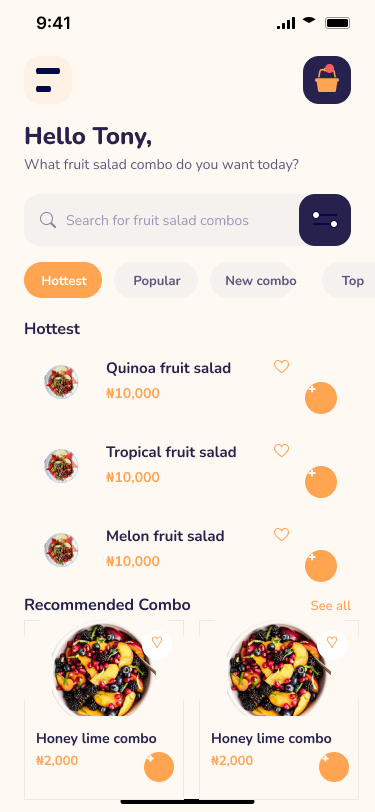 9:41
Hello Tony,
What fruit salad combo do you want today?
Search for fruit salad combos
Hottest Popular New combo Top
Hottest
Quinoa fruit salad
₦10,000
Tropical fruit salad
₦10,000
Melon fruit salad
₦10,000
Recommended Combo See all
Honey lime combo Honey lime combo
₦2,000 ₦2,000